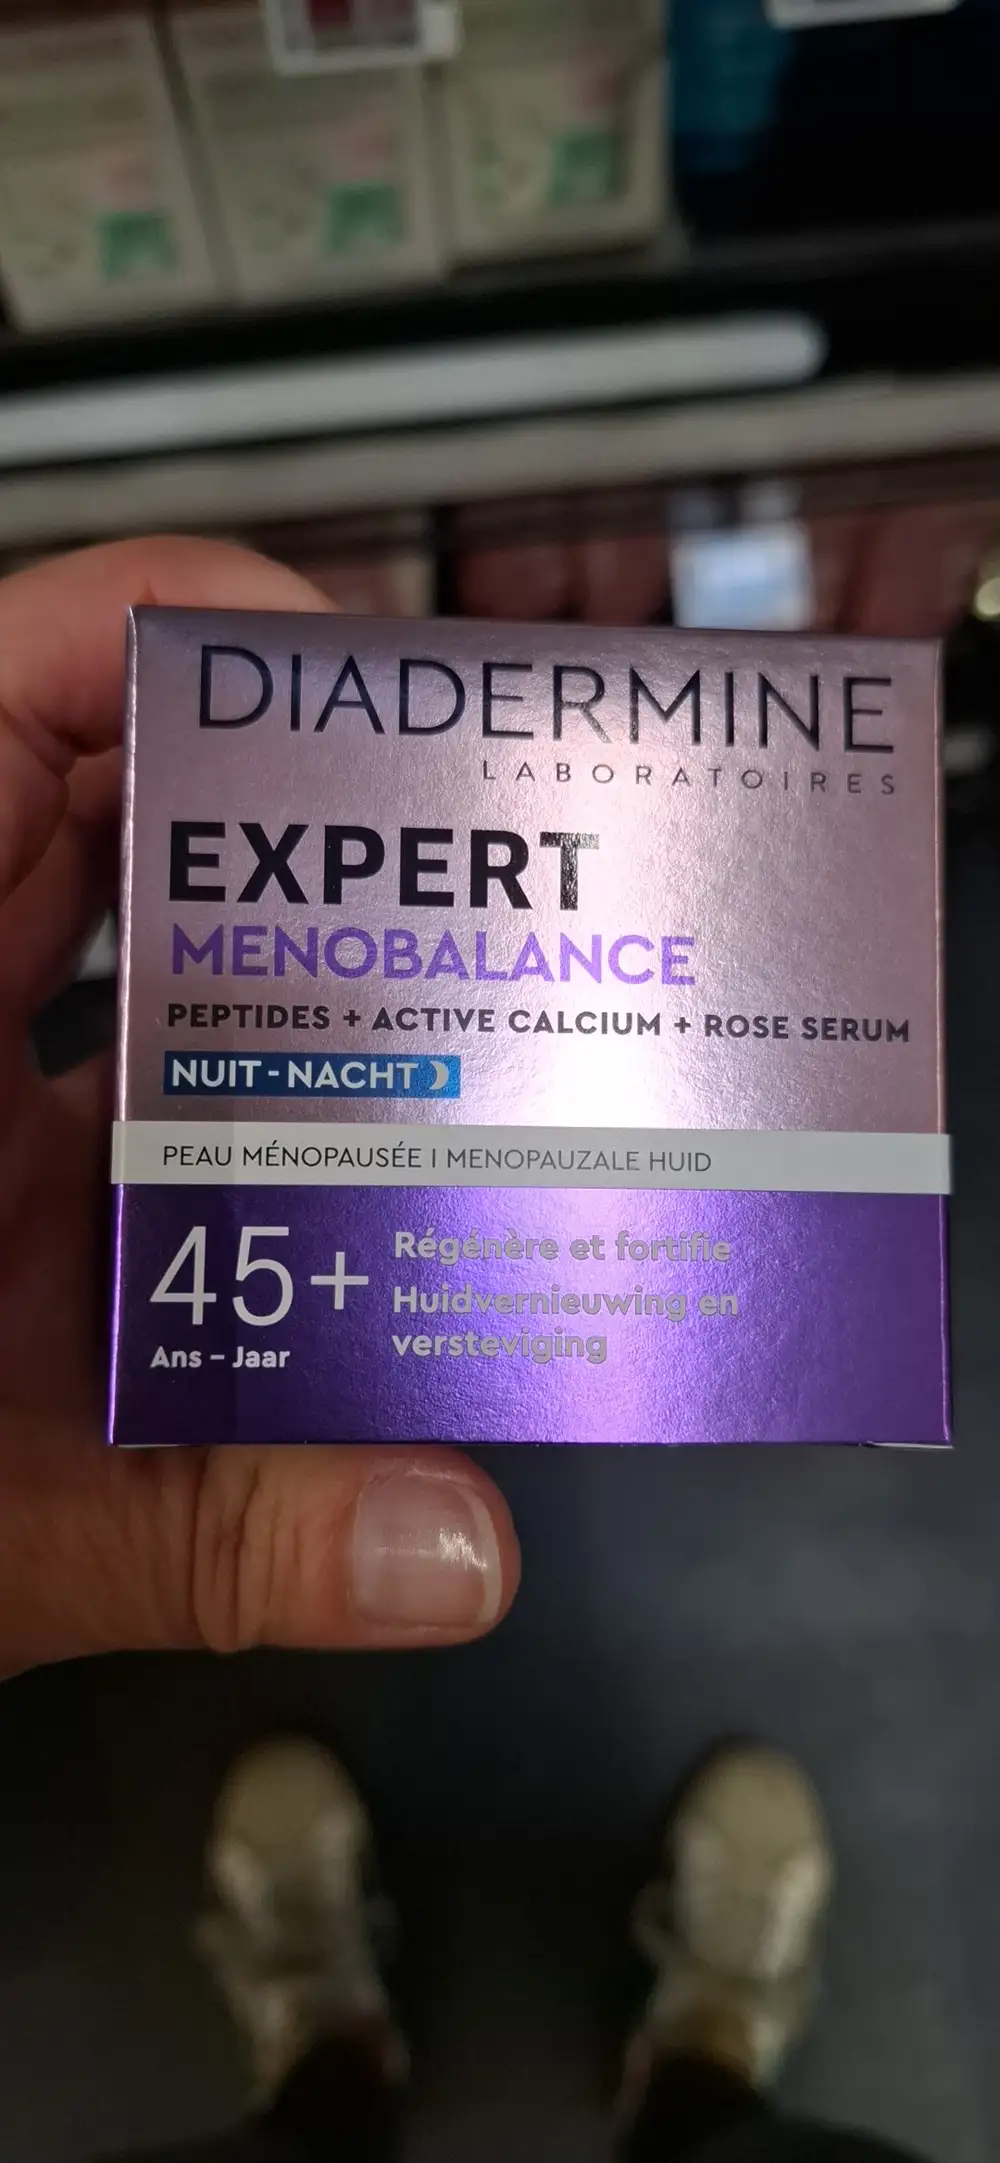 DIADERMINE
LABORATOIRES
EXPERT
MENOBALANCE
PEPTIDES + ACTIVE CALCIUM + ROSE SERUM
NUIT - NACHT
PEAU MÉNOPAUSÉE | MENOPAUZALE HUID
45+
Ans – Jaar
Régénère et fortifie
Huidvernieuwing en
versteviging